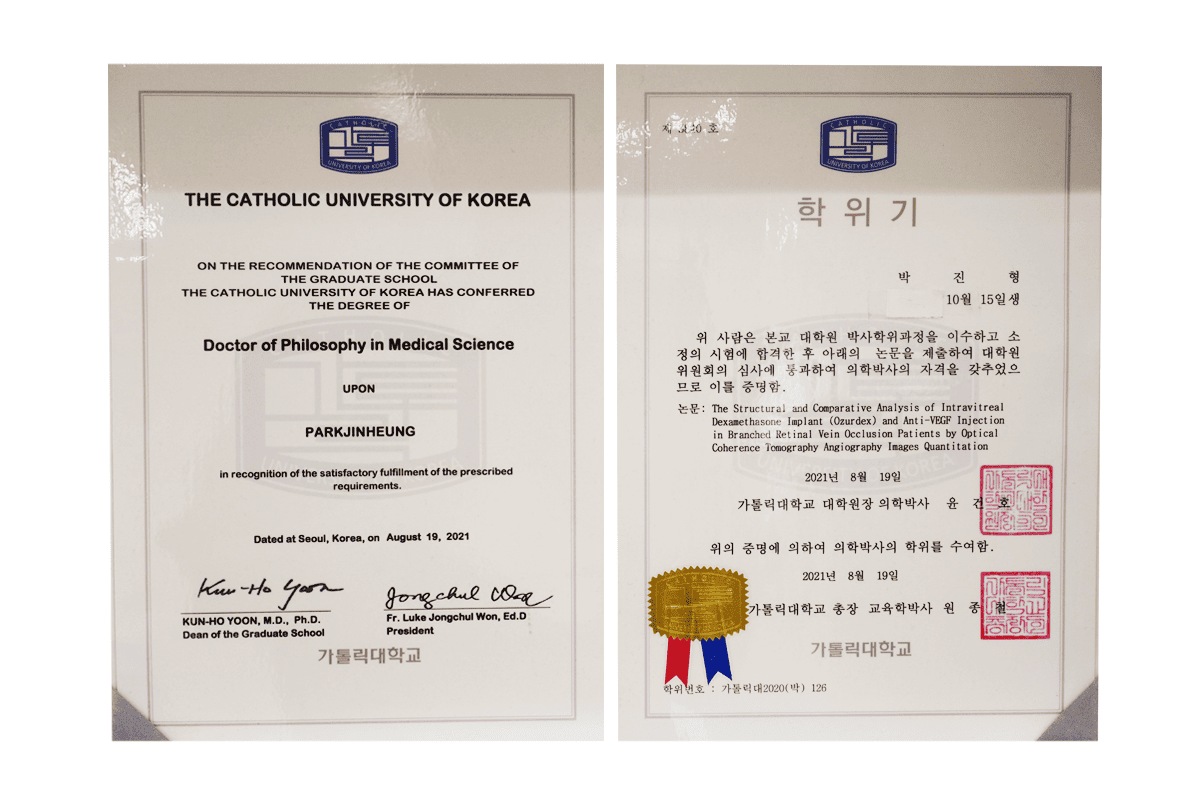 CATHOLIC
UNIVERSITY OF KOREA
THE CATHOLIC UNIVERSITY OF KOREA
ON THE RECOMMENDATION OF THE COMMITTEE OF
THE GRADUATE SCHOOL
THE CATHOLIC UNIVERSITY OF KOREA HAS CONFERRED
THE DEGREE OF
Doctor of Philosophy in Medical Science
UPON
PARKJINHEUNG
in recognition of the satisfactory fulfillment of the prescribed
requirements.
Dated at Seoul, Korea, on August 19, 2021
Kun-Ho Yoon
Jongchul Won
KUN-HO YOON, M.D., Ph.D.
Dean of the Graduate School
Fr. Luke Jongchul Won, Ed.D
President
가톨릭대학교
제 호
CATHOLIC
UNIVERSITY OF KOREA
학위기
박 진 형
10월 15일생
위 사람은 본교 대학원 박사학위과정을 이수하고 소
정의 시험에 합격한 후 아래의 논문을 제출하여 대학원
위원회의 심사에 통과하여 의학박사의 자격을 갖추었으
므로 이를 증명함.
논문: The Structural and Comparative Analysis of Intravitreal
Dexamethasone Implant (Ozurdex) and Anti-VEGF Injection
in Branched Retinal Vein Occlusion Patients by Optical
Coherence Tomography Angiography Images Quantitation
2021년 8월 19일
가톨릭대학교 대학원장 의학박사 윤 건 호
위의 증명에 의하여 의학박사의 학위를 수여함.
2021년 8월 19일
가톨릭대학교 총장 교육학박사 원 종 철
가톨릭대학교
학위번호 : 가톨릭대2020(박) 126